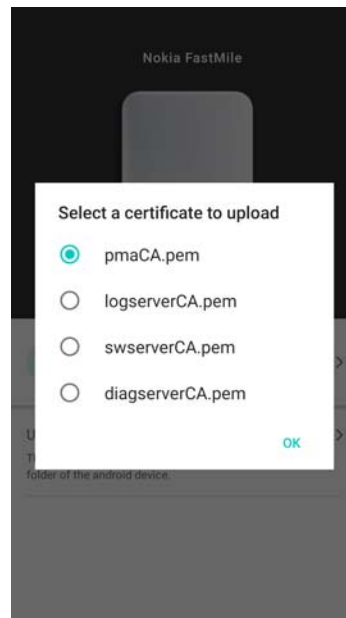 Nokia FastMile
Select a certificate to upload
pmaCA.pem
logserverCA.pem
swserverCA.pem
diagserverCA.pem
OK
U
T
folder of the android device.